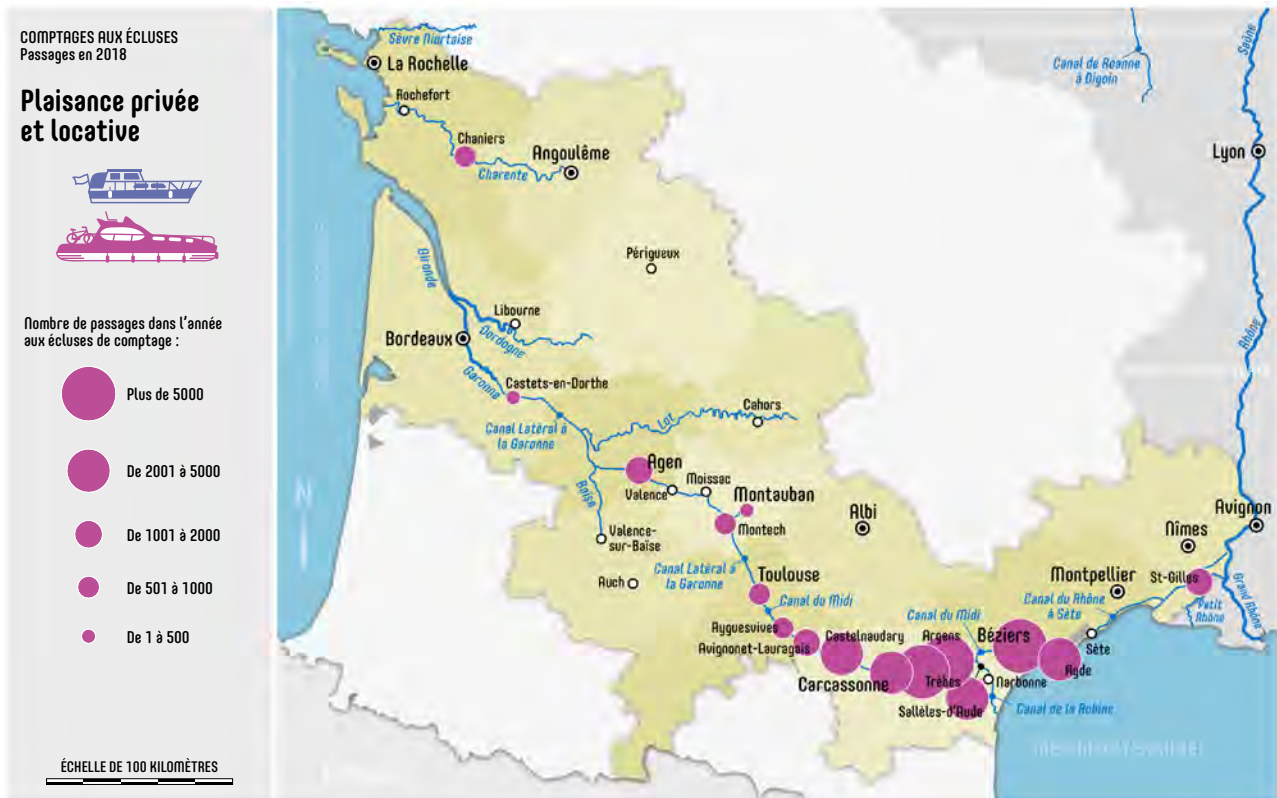 COMPTAGES AUX ÉCLUSES
Passages en 2018
Plaisance privée
et locative
Nombre de passages dans l'année
aux écluses de comptage :
Plus de 5000
De 2001 à 5000
De 1001 à 2000
De 501 à 1000
De 1 à 500
ÉCHELLE DE 100 KILOMÈTRES
Sèvre Niortaise
La Rochelle
Rochefort
Chaniers
Charente
Angoulême
Canal de Roanne
à Digoin
Saône
Lyon
Rhône
Périgueux
Gironde
Libourne
Dordogne
Bordeaux
Garonne
Castets-en-Dorthe
Canal Latéral à
la Garonne
Lot
Cahors
Agen
Baïse
Valence
Moissac
Montauban
Montech
Valence-
sur-Baïse
Auch
Albi
Canal Latéral à
la Garonne
Toulouse
Canal du Midi
Ayguesvives
Avignonet-Lauragais
Castelnaudary
Carcassonne
Trèbes
Argens
Sallèles-d'Aude
Canal du Midi
Narbonne
Canal de la Robine
Béziers
Agde
Sète
Canal du Rhône
à Sète
Montpellier
Nîmes
St-Gilles
Petit
Rhône
Grand Rhône
Avignon
N